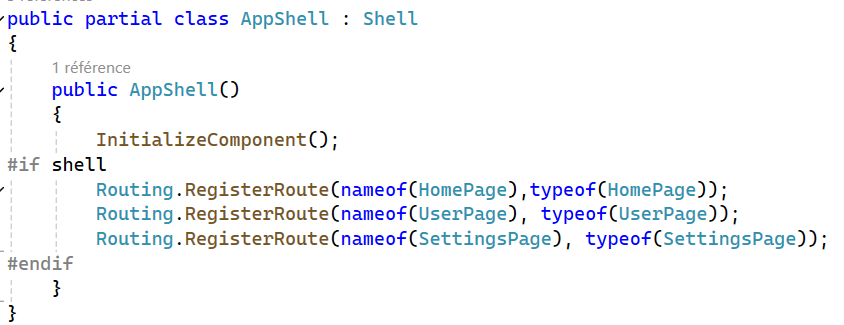 public partial class AppShell : Shell
{
1 référence
public AppShell()
{
InitializeComponent();
#if shell
Routing.RegisterRoute(nameof(HomePage),typeof(HomePage));
Routing.RegisterRoute(nameof(UserPage), typeof(UserPage));
Routing.RegisterRoute(nameof(SettingsPage), typeof(SettingsPage));
#endif
}
}